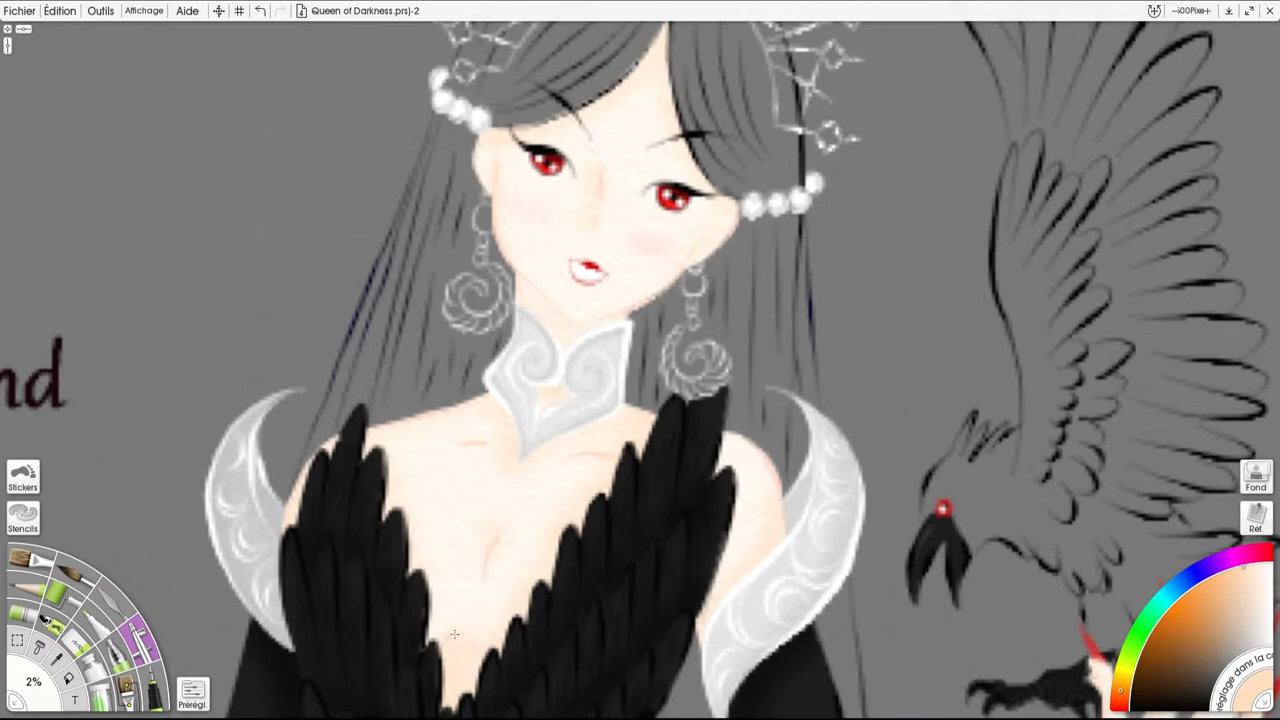 Fichier Édition Outils Affichage Aide Queen of Darkness.prs)-2
nd
Stickers
Stencils
Fond
Réf.
2%
T
Prérégl.